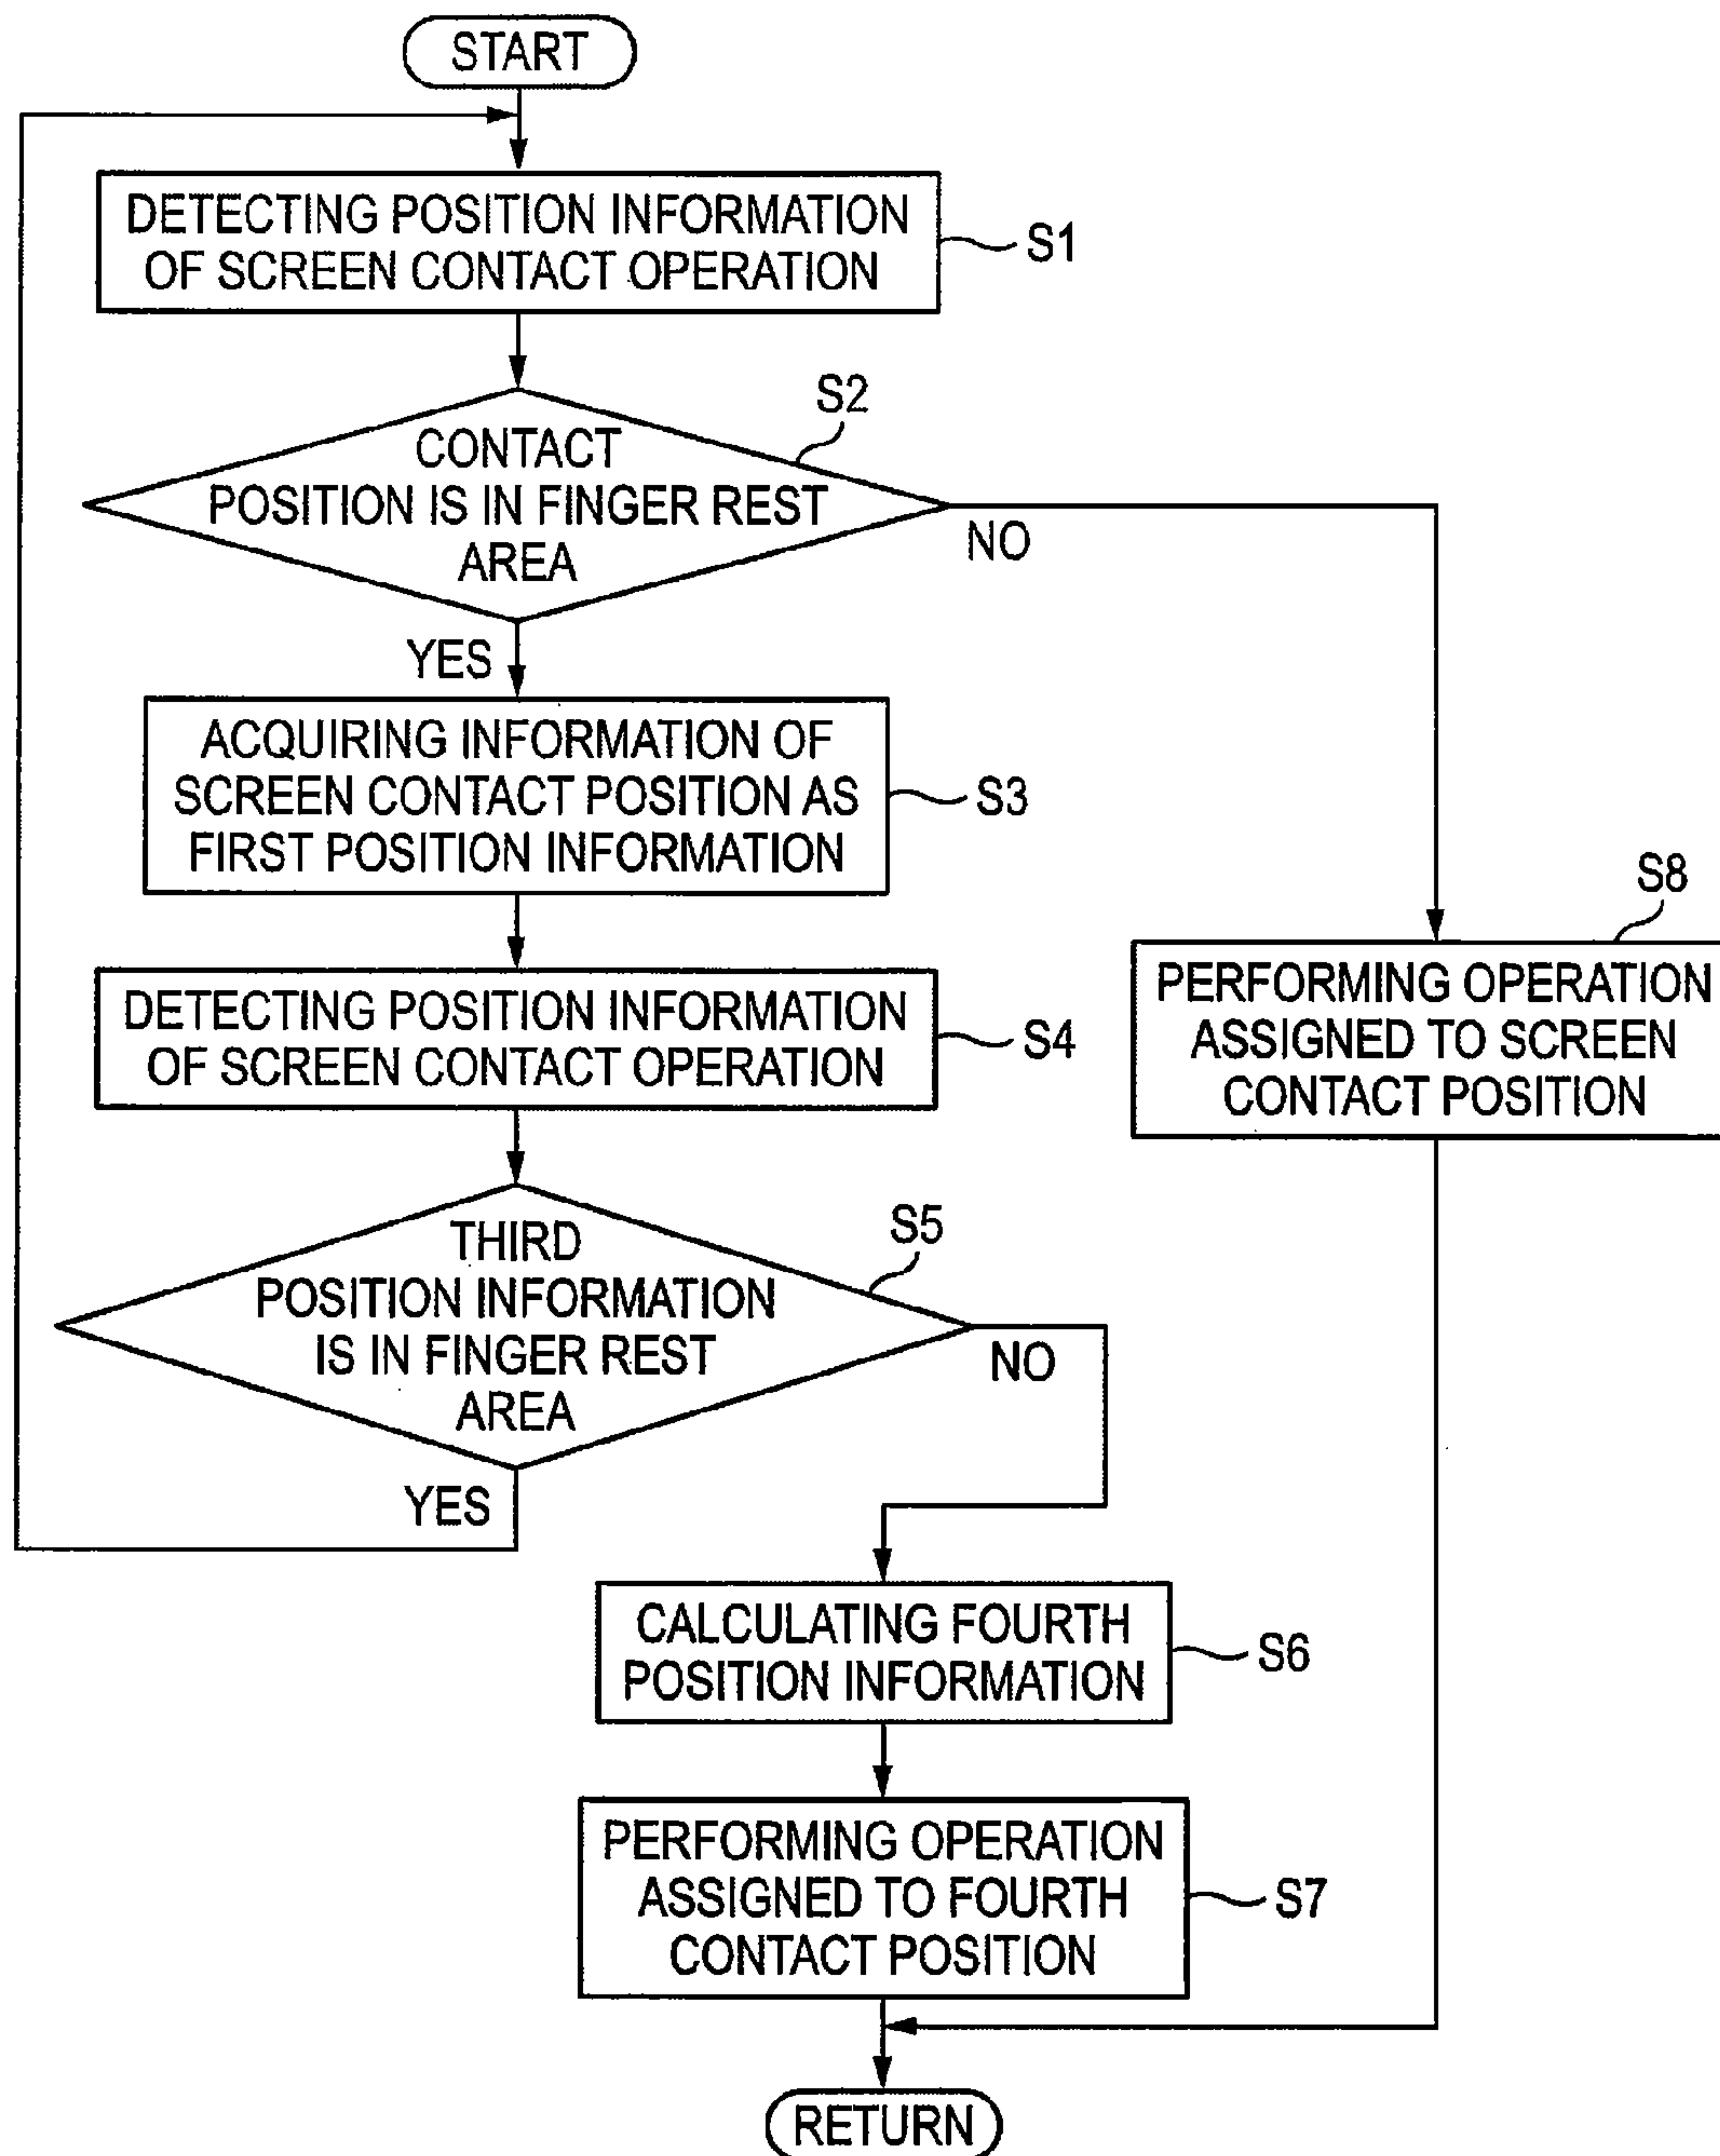 START
DETECTING POSITION INFORMATION
OF SCREEN CONTACT OPERATION
S1
S2
CONTACT
POSITION IS IN FINGER REST
AREA
NO
YES
ACQUIRING INFORMATION OF
SCREEN CONTACT POSITION AS
FIRST POSITION INFORMATION
S3
S8
PERFORMING OPERATION
ASSIGNED TO SCREEN
CONTACT POSITION
DETECTING POSITION INFORMATION
OF SCREEN CONTACT OPERATION
S4
S5
THIRD
POSITION INFORMATION
IS IN FINGER REST
AREA
NO
YES
CALCULATING FOURTH
POSITION INFORMATION
S6
PERFORMING OPERATION
ASSIGNED TO FOURTH
CONTACT POSITION
S7
RETURN